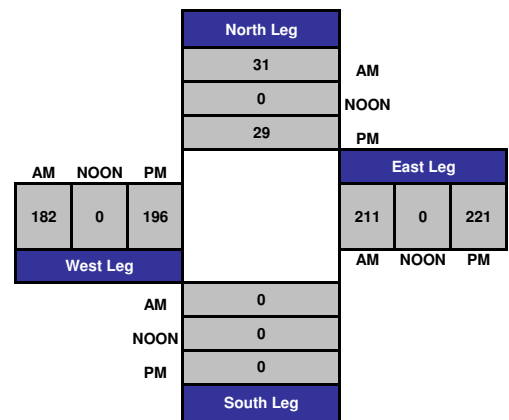 North Leg
31 AM
0 NOON
29 PM
AM NOON PM
East Leg
182 0 196
211 0 221
West Leg
AM NOON PM
AM 0
NOON 0
PM 0
South Leg